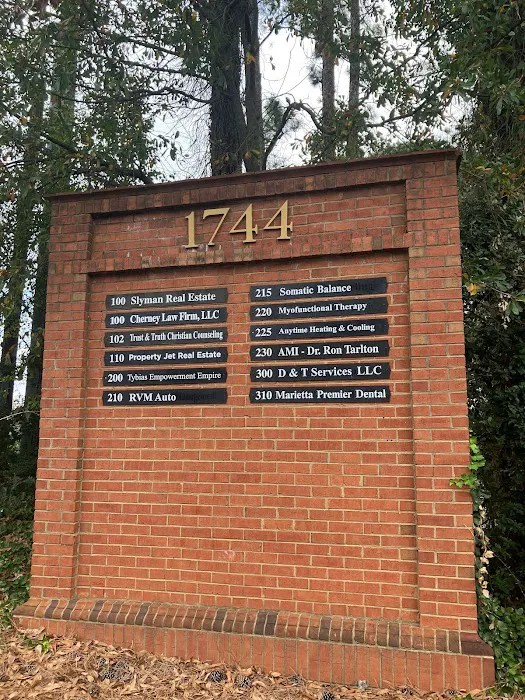 1744
100 Slyman Real Estate
100 Cherney Law Firm, LLC
102 Trust & Truth Christian Counseling
110 Property Jet Real Estate
200 Tybias Empowerment Empire
210 RVM Auto
215 Somatic Balance
220 Myofunctional Therapy
225 Anytime Heating & Cooling
230 AMI - Dr. Ron Tarlton
300 D & T Services LLC
310 Marietta Premier Dental